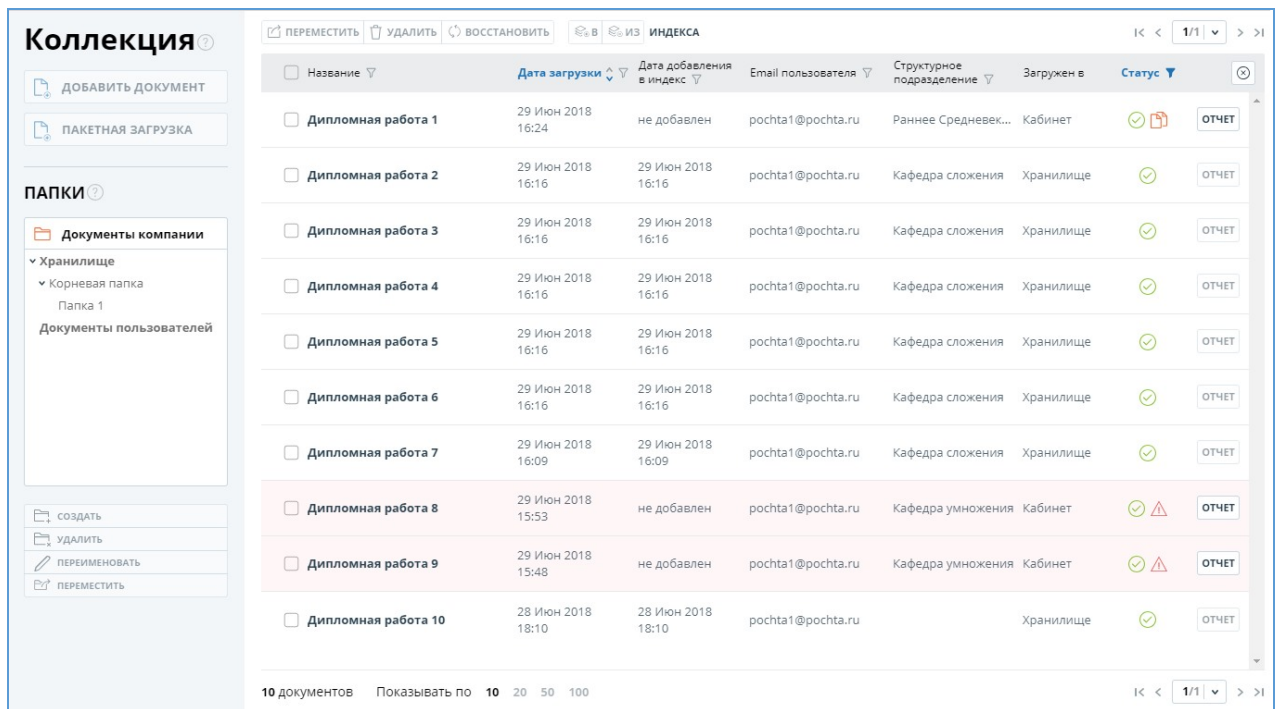 Коллекция
ДОБАВИТЬ ДОКУМЕНТ
ПАКЕТНАЯ ЗАГРУЗКА
ПАПКИ
Документы компании
Хранилище
Корневая папка
Папка 1
Документы пользователей
СОЗДАТЬ
УДАЛИТЬ
ПЕРЕИМЕНОВАТЬ
ПЕРЕМЕСТИТЬ
ПЕРЕМЕСТИТЬ УДАЛИТЬ ВОССТАНОВИТЬ В ИЗ ИНДЕКСА 1/1
Название Дата загрузки Дата добавления в индекс Email пользователя Структурное подразделение Загружен в Статус
Дипломная работа 1 29 Июн 2018 16:24 не добавлен pochta1@pochta.ru Раннее Средневек... Кабинет ОТЧЕТ
Дипломная работа 2 29 Июн 2018 16:16 29 Июн 2018 16:16 pochta1@pochta.ru Кафедра сложения Хранилище ОТЧЕТ
Дипломная работа 3 29 Июн 2018 16:16 29 Июн 2018 16:16 pochta1@pochta.ru Кафедра сложения Хранилище ОТЧЕТ
Дипломная работа 4 29 Июн 2018 16:16 29 Июн 2018 16:16 pochta1@pochta.ru Кафедра сложения Хранилище ОТЧЕТ
Дипломная работа 5 29 Июн 2018 16:16 29 Июн 2018 16:16 pochta1@pochta.ru Кафедра сложения Хранилище ОТЧЕТ
Дипломная работа 6 29 Июн 2018 16:16 29 Июн 2018 16:16 pochta1@pochta.ru Кафедра сложения Хранилище ОТЧЕТ
Дипломная работа 7 29 Июн 2018 16:09 29 Июн 2018 16:09 pochta1@pochta.ru Кафедра сложения Хранилище ОТЧЕТ
Дипломная работа 8 29 Июн 2018 15:53 не добавлен pochta1@pochta.ru Кафедра умножения Кабинет ОТЧЕТ
Дипломная работа 9 29 Июн 2018 15:48 не добавлен pochta1@pochta.ru Кафедра умножения Кабинет ОТЧЕТ
Дипломная работа 10 28 Июн 2018 18:10 28 Июн 2018 18:10 pochta1@pochta.ru Хранилище ОТЧЕТ
10 документов Показывать по 10 20 50 100 1/1